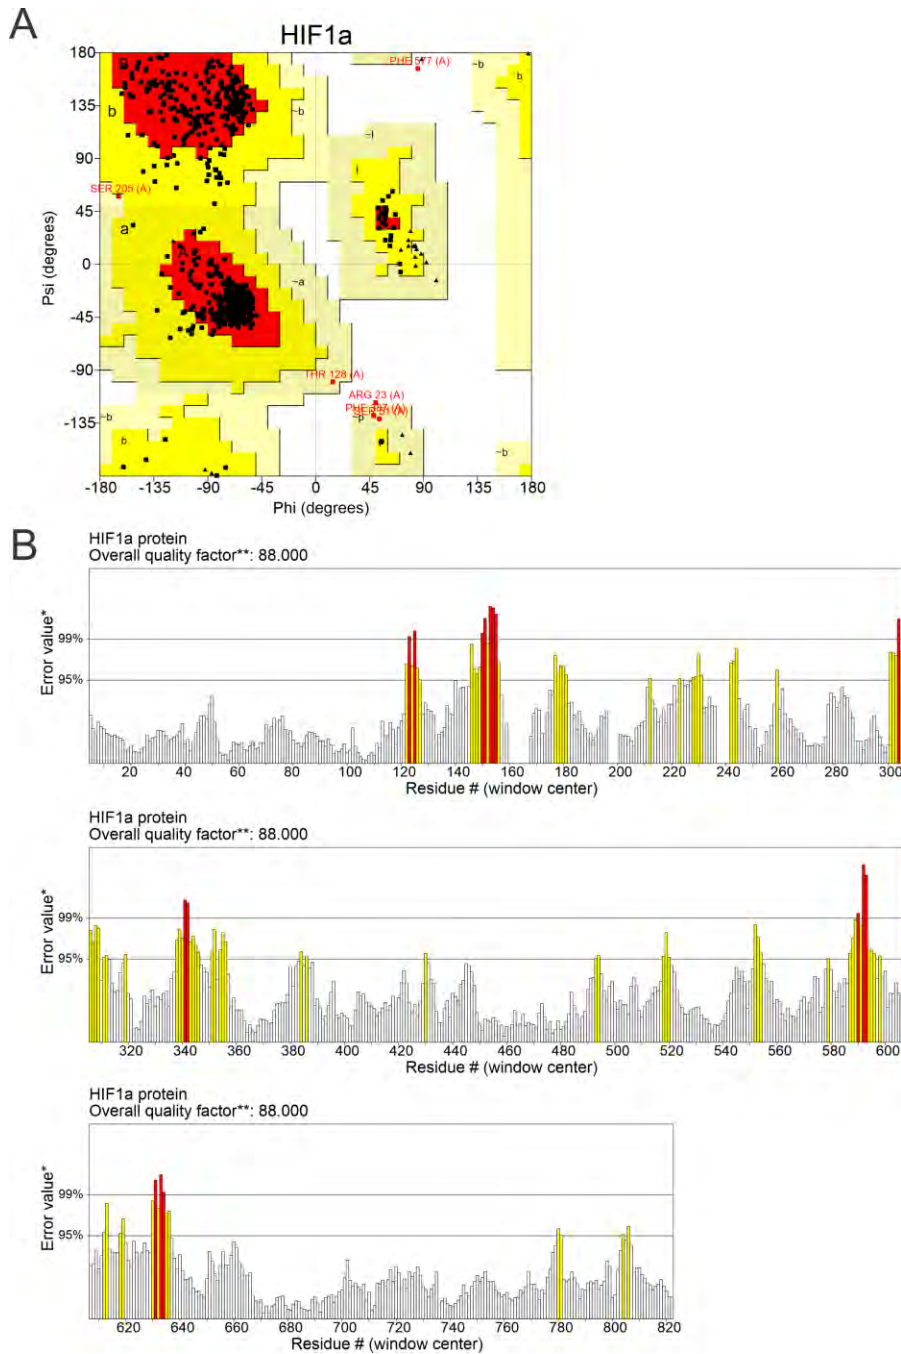 A
HIF1a
180
135
90
45
0
-45
-90
-135
Psi (degrees)
PHE 577 (A)
SER 205 (A)
THR 128 (A)
ARG 23 (A)
B
b
~b
~b
b
~l
l
a
~a
~b
b
~p
~b
-180 -135 -90 -45 0 45 90 135 180
Phi (degrees)
B
HIF1a protein
Overall quality factor**: 88.000
Error value*
99%
95%
20 40 60 80 100 120 140 160 180 200 220 240 260 280 300
Residue # (window center)
HIF1a protein
Overall quality factor**: 88.000
Error value*
99%
95%
320 340 360 380 400 420 440 460 480 500 520 540 560 580 600
Residue # (window center)
HIF1a protein
Overall quality factor**: 88.000
Error value*
99%
95%
620 640 660 680 700 720 740 760 780 800 820
Residue # (window center)